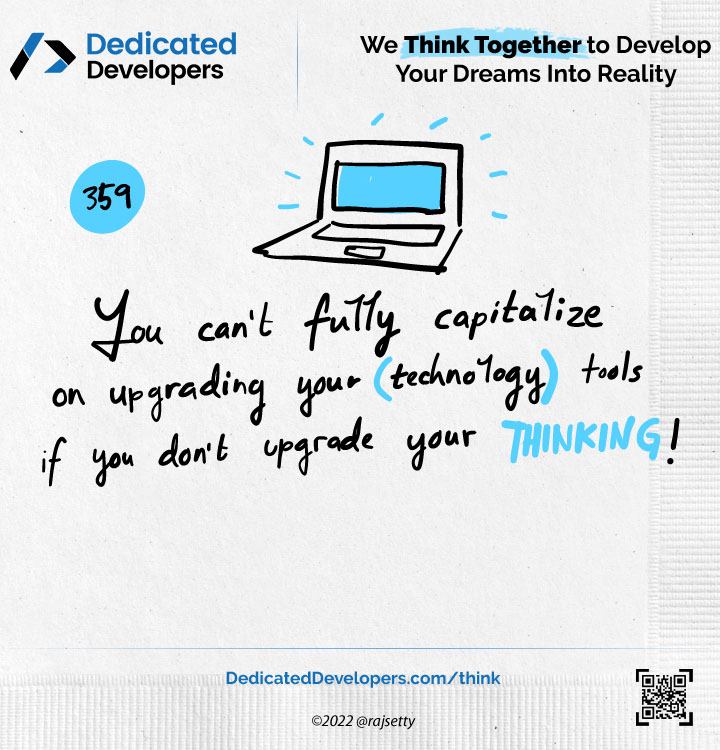 Dedicated
Developers
We Think Together to Develop
Your Dreams Into Reality
359
You can't fully capitalize
on upgrading your (technology) tools
if you don't upgrade your THINKING!
DedicatedDevelopers.com/think
©2022 @rajsetty